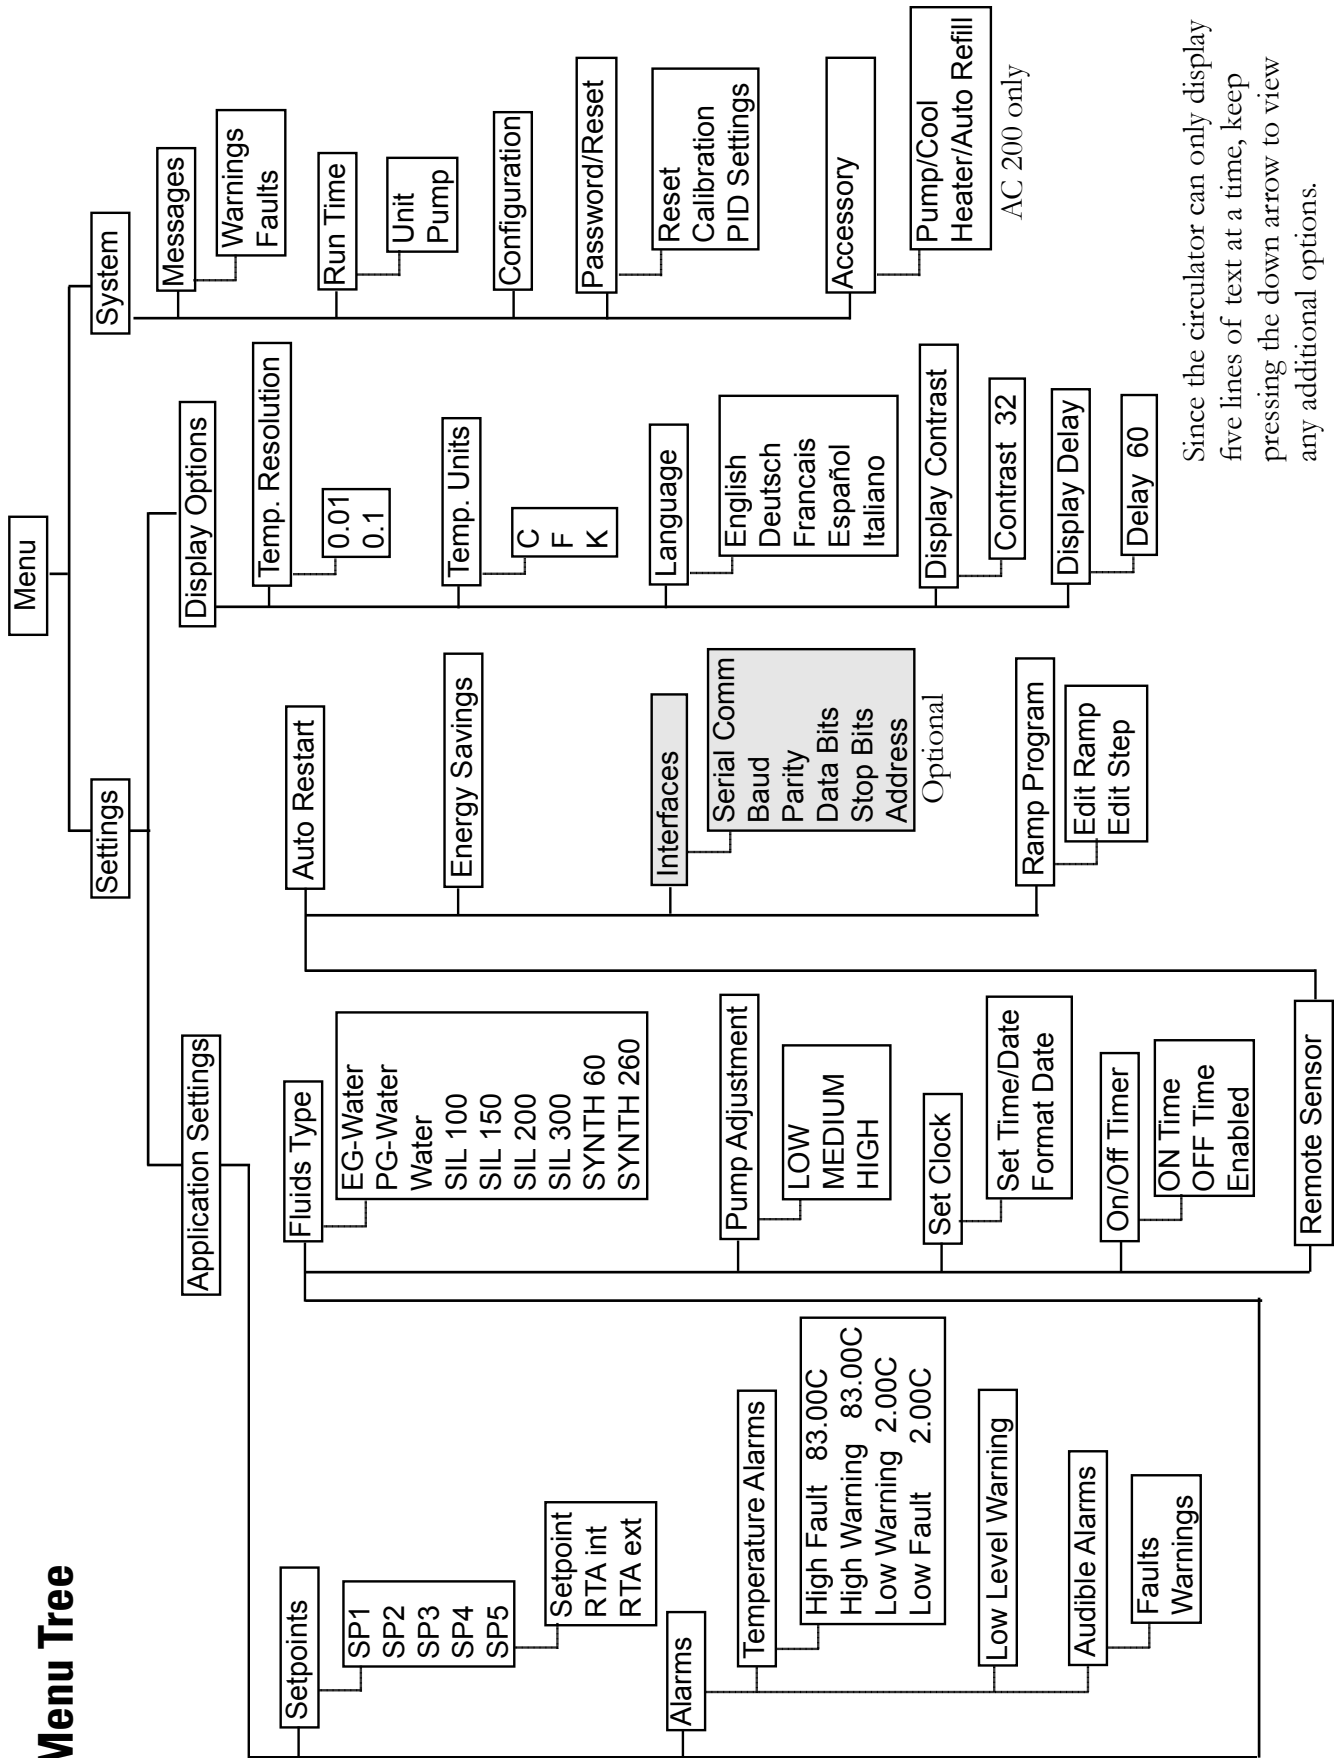 Menu Tree
Menu
Settings
System
Application Settings
Display Options
Setpoints
SP1
SP2
SP3
SP4
SP5
Setpoint
RTA int
RTA ext
Alarms
Temperature Alarms
High Fault 83.00C
High Warning 83.00C
Low Warning 2.00C
Low Fault 2.00C
Low Level Warning
Audible Alarms
Faults
Warnings
Fluids Type
EG-Water
PG-Water
Water
SIL 100
SIL 150
SIL 200
SIL 300
SYNTH 60
SYNTH 260
Pump Adjustment
LOW
MEDIUM
HIGH
Set Clock
Set Time/Date
Format Date
On/Off Timer
ON Time
OFF Time
Enabled
Remote Sensor
Auto Restart
Energy Savings
Interfaces
Serial Comm
Baud
Parity
Data Bits
Stop Bits
Address
Optional
Ramp Program
Edit Ramp
Edit Step
Temp. Resolution
0.01
0.1
Temp. Units
C
F
K
Language
English
Deutsch
Francais
Español
Italiano
Display Contrast
Contrast 32
Display Delay
Delay 60
Messages
Warnings
Faults
Run Time
Unit
Pump
Configuration
Password/Reset
Reset
Calibration
PID Settings
Accessory
Pump/Cool
Heater/Auto Refill
AC 200 only
Since the circulator can only display
five lines of text at a time, keep
pressing the down arrow to view
any additional options.